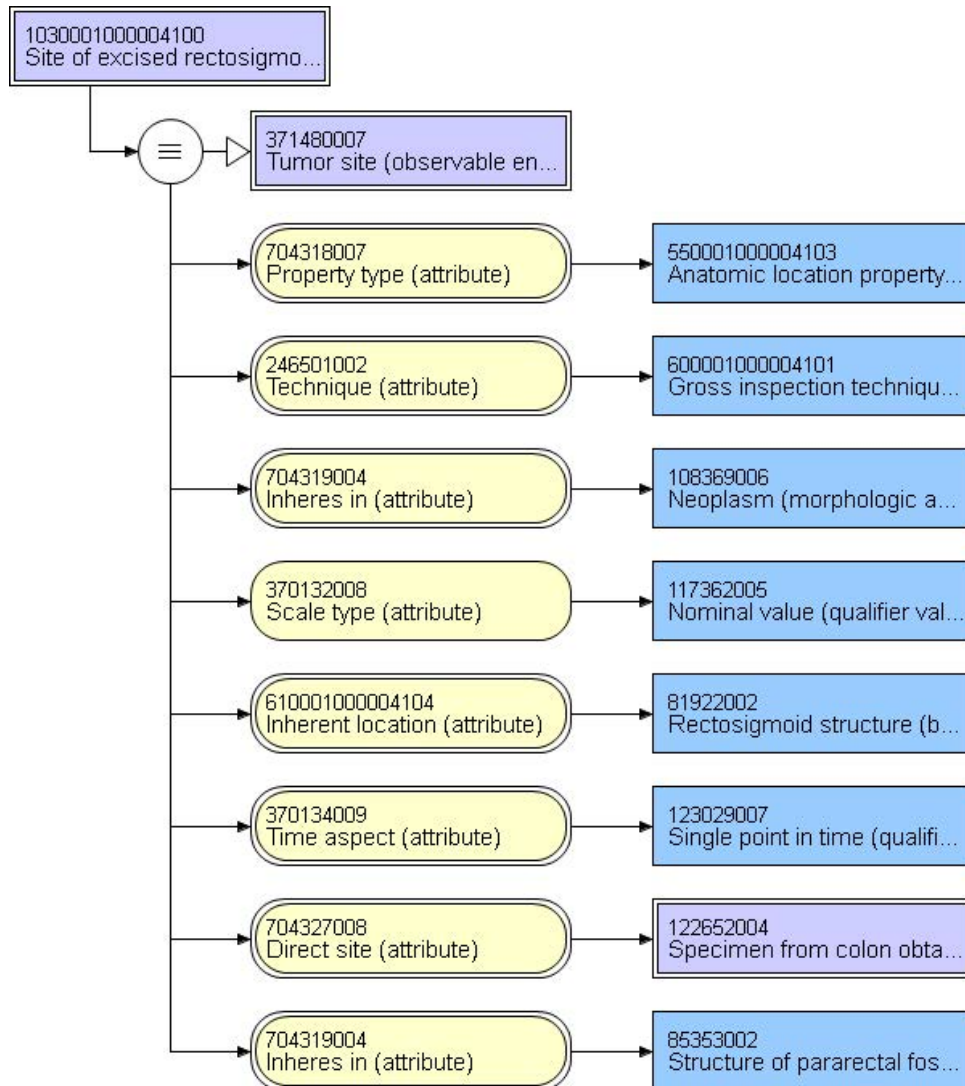 1030001000004100
Site of excised rectosigmo...
371480007
Tumor site (observable en...
704318007
Property type (attribute)
550001000004103
Anatomic location property...
246501002
Technique (attribute)
600001000004101
Gross inspection techniqu...
704319004
Inheres in (attribute)
108369006
Neoplasm (morphologic a...
370132008
Scale type (attribute)
117362005
Nominal value (qualifier val...
610001000004104
Inherent location (attribute)
81922002
Rectosigmoid structure (b...
370134009
Time aspect (attribute)
123029007
Single point in time (qualifi...
704327008
Direct site (attribute)
122652004
Specimen from colon obta...
704319004
Inheres in (attribute)
85353002
Structure of pararectal fos...